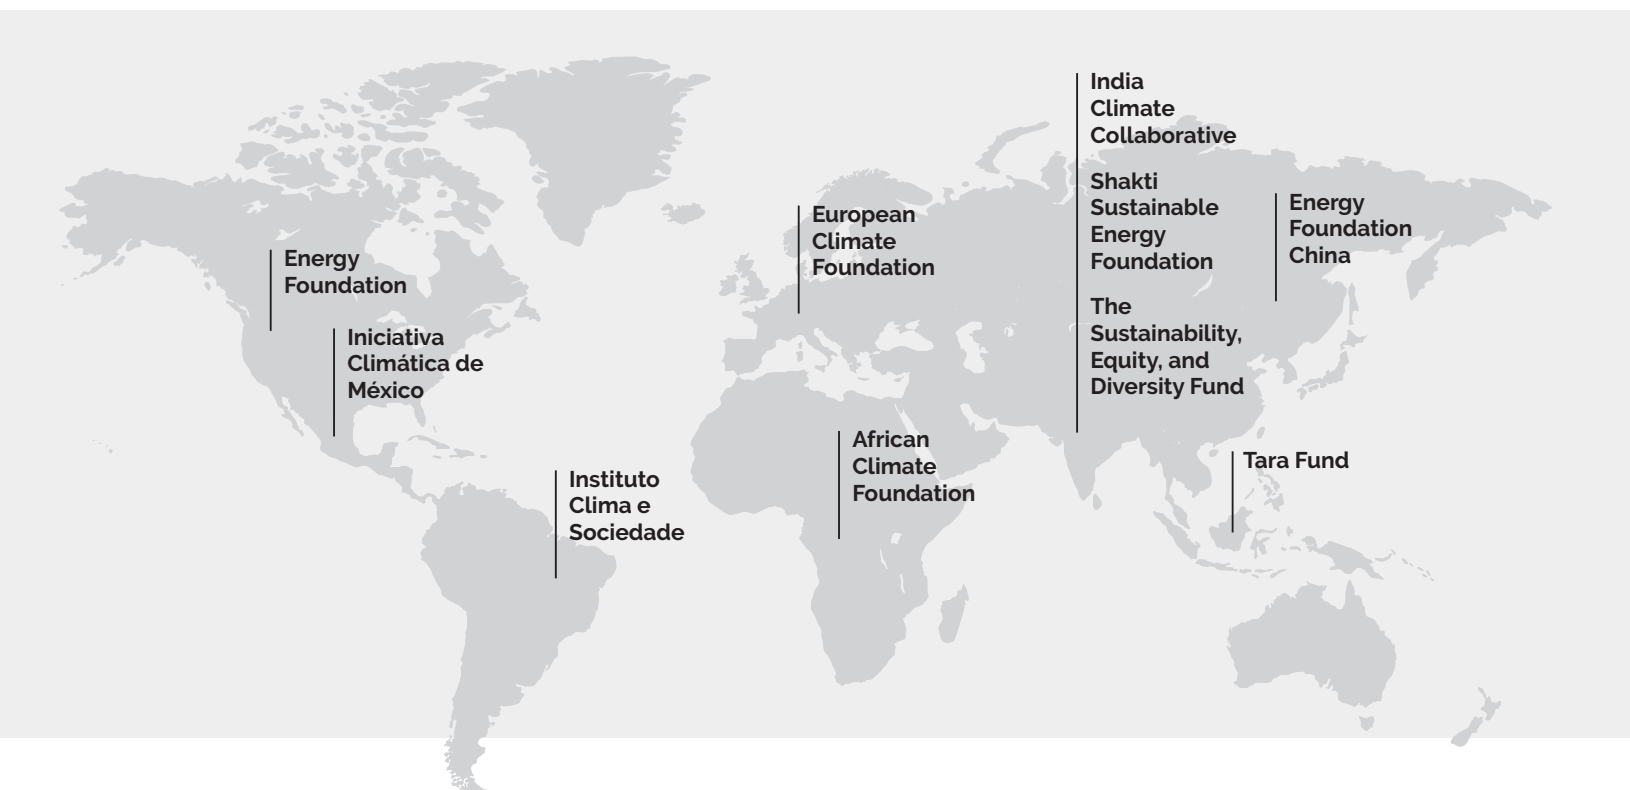 Energy
Foundation
Iniciativa
Climática de
México
Instituto
Clima e
Sociedade
European
Climate
Foundation
African
Climate
Foundation
India
Climate
Collaborative
Shakti
Sustainable
Energy
Foundation
The
Sustainability,
Equity, and
Diversity Fund
Energy
Foundation
China
Tara Fund